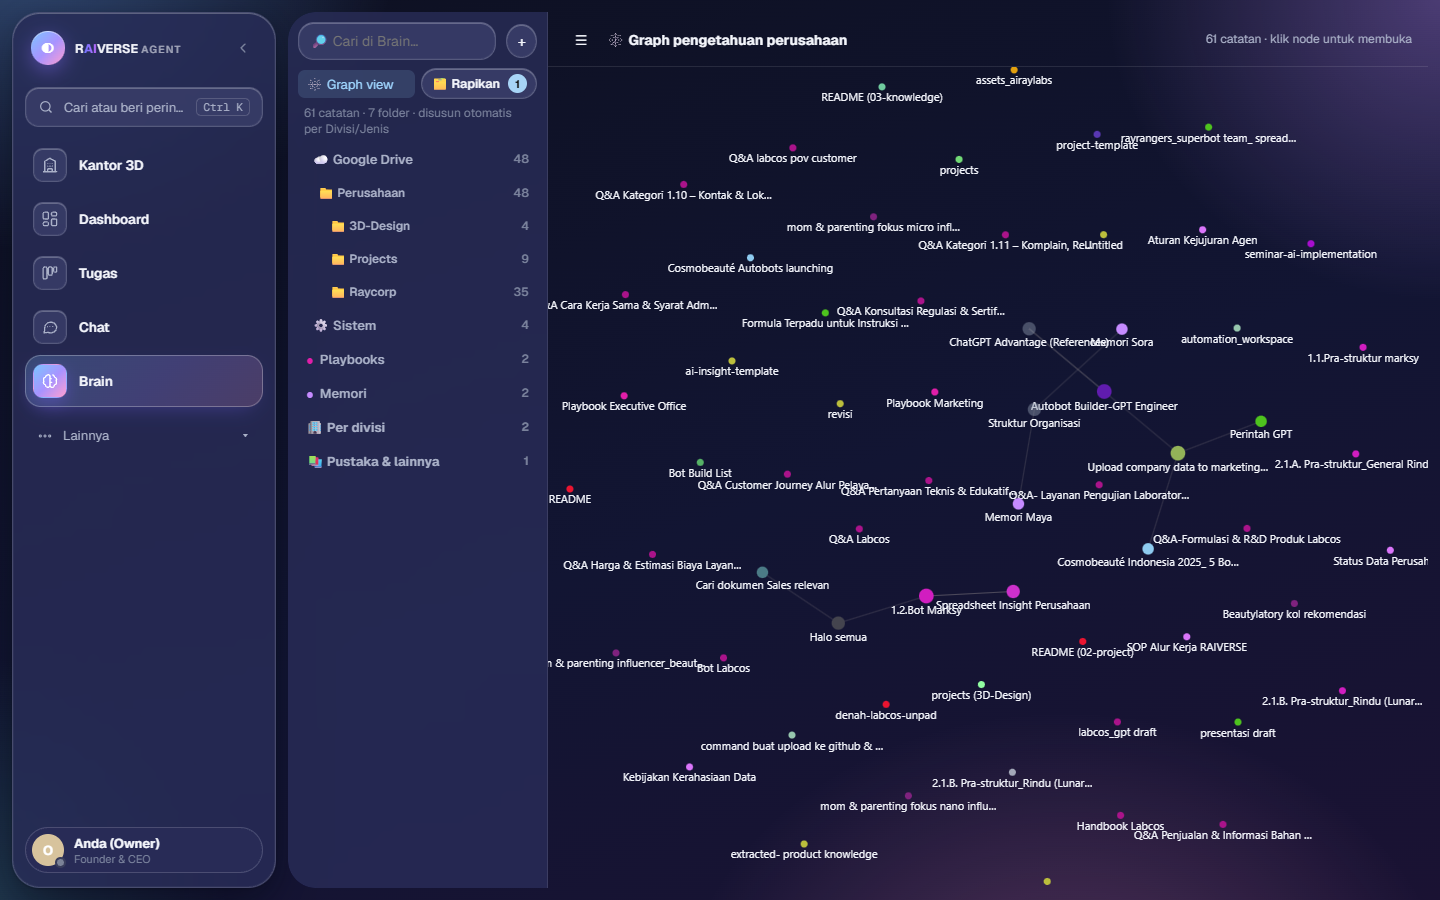 RAIVERSE AGENT
Cari atau beri perin... Ctrl K
Kantor 3D
Dashboard
Tugas
Chat
Brain
Lainnya
Anda (Owner)
Founder & CEO
O
Cari di Brain...
+
Graph view
Rapikan 1
61 catatan · 7 folder · disusun otomatis
per Divisi/Jenis
Google Drive 48
Perusahaan 48
3D-Design 4
Projects 9
Raycorp 35
Sistem 4
Playbooks 2
Memori 2
Per divisi 2
Pustaka & lainnya 1
Graph pengetahuan perusahaan
61 catatan · klik node untuk membuka
assets_airaylabs
README (03-knowledge)
rayrangers_superbot team_ spread...
project-template
Q&A labcos pov customer
projects
Q&A Kategori 1.10 – Kontak & Lok...
mom & parenting fokus micro infl...
Aturan Kejujuran Agen
Q&A Kategori 1.11 – Komplain, Re
Untitled
seminar-ai-implementation
Cosmobeauté Autobots launching
A Cara Kerja Sama & Syarat Adm...
Q&A Konsultasi Regulasi & Sertif...
Formula Terpadu untuk Instruksi ...
automation_workspace
ChatGPT Advantage (References)
Memori Sora
1.1.Pra-struktur marksy
ai-insight-template
Playbook Executive Office
Playbook Marketing
Autobot Builder-GPT Engineer
revisi
Struktur Organisasi
Perintah GPT
Upload company data to marketing...
2.1.A. Pra-struktur_General Rind
Bot Build List
Q&A Customer Journey Alur Pelaya...
Q&A Pertanyaan Teknis & Edukatif
Q&A- Layanan Pengujian Laborator...
README
Memori Maya
Q&A Labcos
Q&A-Formulasi & R&D Produk Labcos
Cosmobeauté Indonesia 2025_ 5 Bo...
Status Data Perusah
Q&A Harga & Estimasi Biaya Layan...
Cari dokumen Sales relevan
1.2.Bot Marksy
Spreadsheet Insight Perusahaan
Beautylatory kol rekomendasi
Halo semua
README (02-project)
SOP Alur Kerja RAIVERSE
& parenting influencer_beaut...
Bot Labcos
projects (3D-Design)
2.1.B. Pra-struktur_Rindu (Lunar...
denah-labcos-unpad
labcos_gpt draft
presentasi draft
command buat upload ke github & ...
Kebijakan Kerahasiaan Data
2.1.B. Pra-struktur_Rindu (Lunar...
mom & parenting fokus nano influ...
Handbook Labcos
Q&A Penjualan & Informasi Bahan ...
extracted- product knowledge